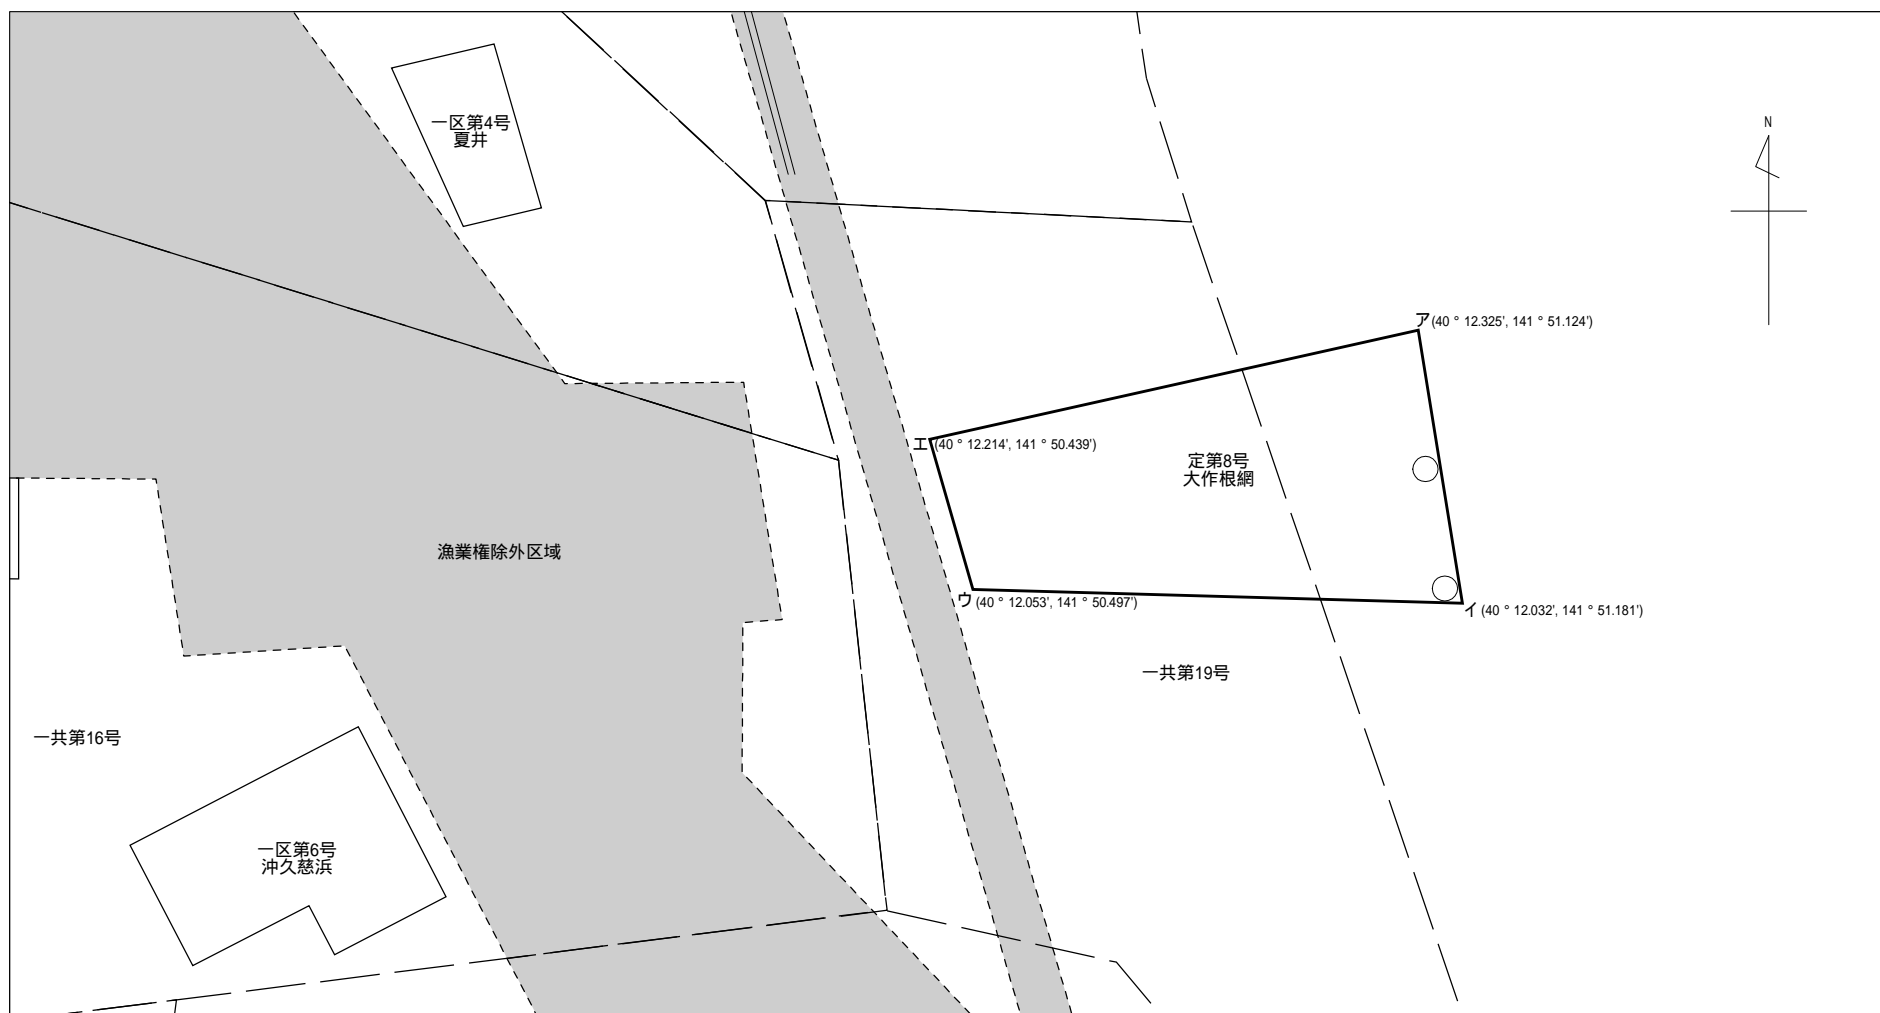 一区第4号
夏井
N
ア(40 ° 12.325', 141 ° 51.124')
エ(40 ° 12.214', 141 ° 50.439')
定第8号
大作根網
漁業権除外区域
ウ(40 ° 12.053', 141 ° 50.497')
イ(40 ° 12.032', 141 ° 51.181')
一共第19号
一共第16号
一区第6号
沖久慈浜